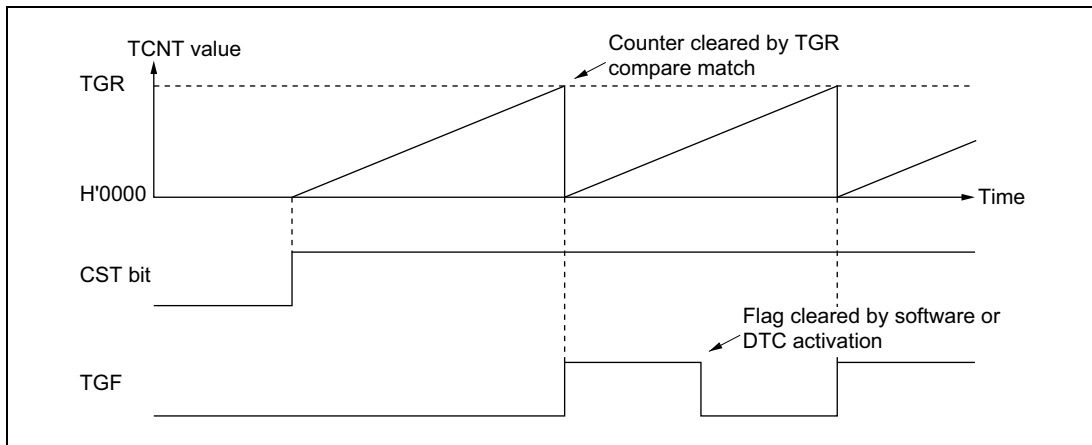 TCNT value
Counter cleared by TGR
compare match
TGR
H'0000
Time
CST bit
Flag cleared by software or
DTC activation
TGF